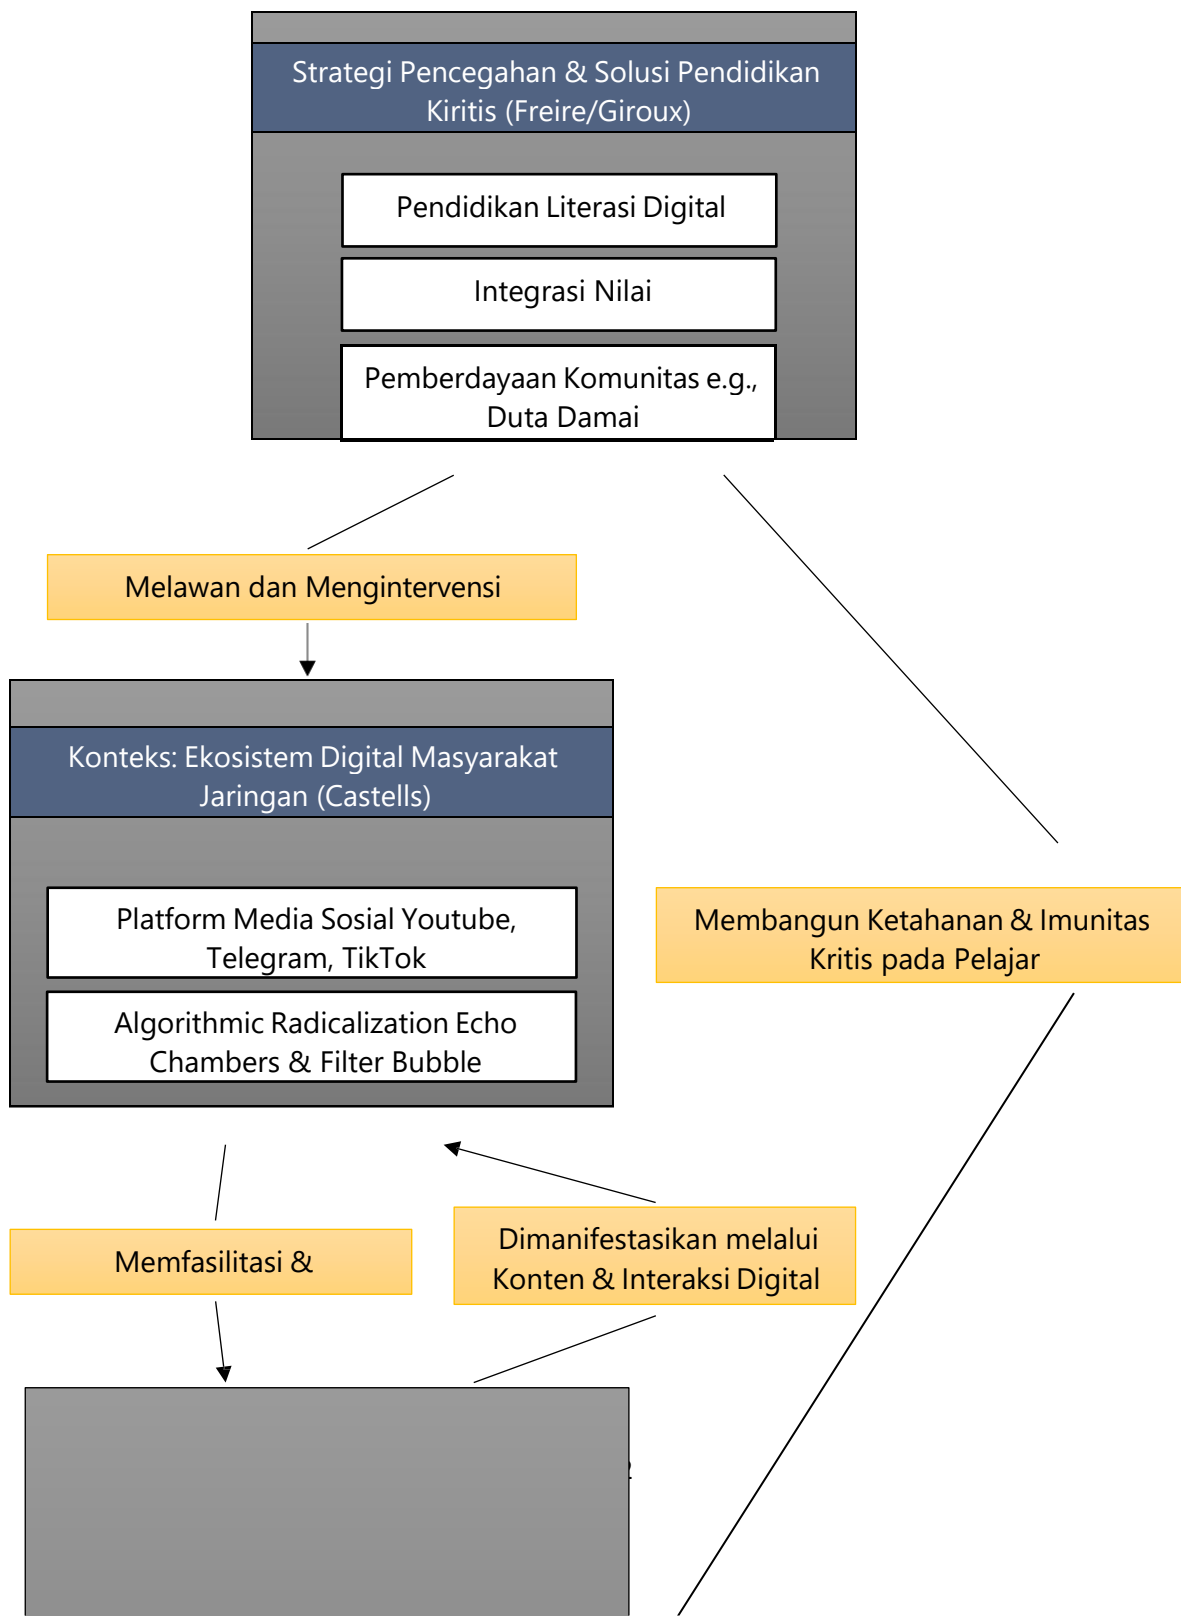 Strategi Pencegahan & Solusi Pendidikan
Kiritis (Freire/Giroux)
Pendidikan Literasi Digital
Integrasi Nilai
Pemberdayaan Komunitas e.g.,
Duta Damai
Melawan dan Mengintervensi
Konteks: Ekosistem Digital Masyarakat
Jaringan (Castells)
Platform Media Sosial Youtube,
Telegram, TikTok
Algorithmic Radicalization Echo
Chambers & Filter Bubble
Membangun Ketahanan & Imunitas
Kritis pada Pelajar
Memfasilitasi &
Dimanifestasikan melalui
Konten & Interaksi Digital